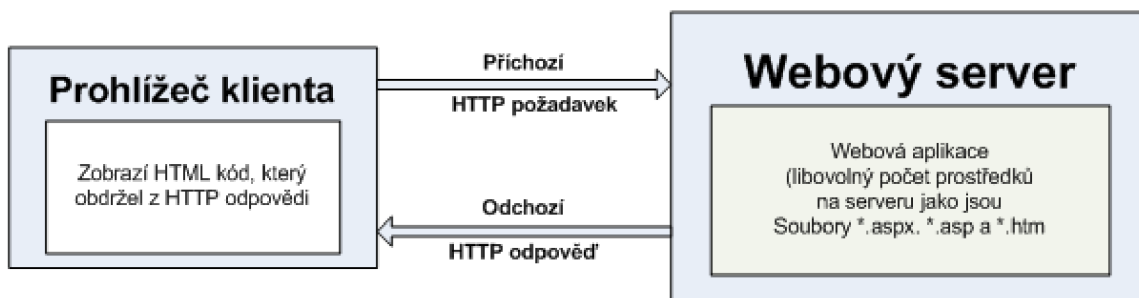 Prohlížeč klienta
Zobrazí HTML kód, který
obdržel z HTTP odpovědi
Příchozí
HTTP požadavek
Odchozí
HTTP odpověď
Webový server
Webová aplikace
(libovolný počet prostředků
na serveru jako jsou
Soubory *.aspx. *.asp a *.htm